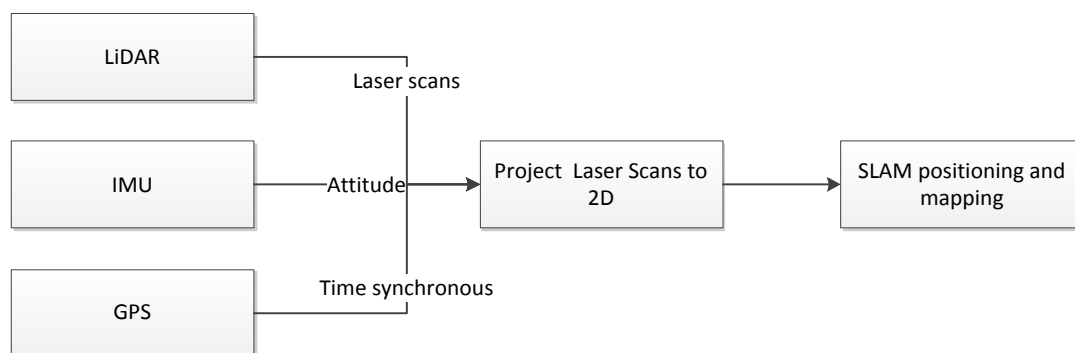 LiDAR
Laser scans
IMU
Attitude
Project Laser Scans to
2D
SLAM positioning and
mapping
Time synchronous
GPS